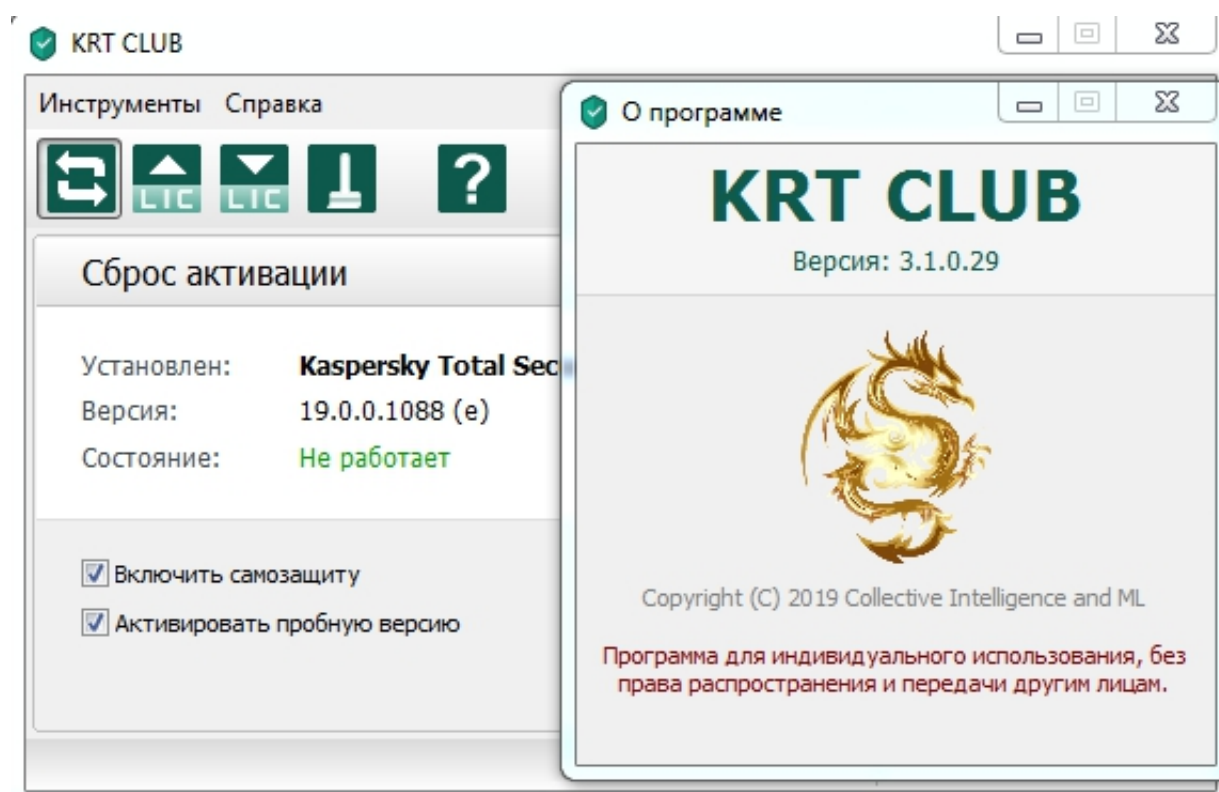 KRT CLUB
Инструменты Справка
LIC LIC ?
Сброс активации
Установлен: Kaspersky Total Sec
Версия: 19.0.0.1088 (e)
Состояние: Не работает
Включить самозащиту
Активировать пробную версию
О программе
KRT CLUB
Версия: 3.1.0.29
Copyright (C) 2019 Collective Intelligence and ML
Программа для индивидуального использования, без
права распространения и передачи другим лицам.